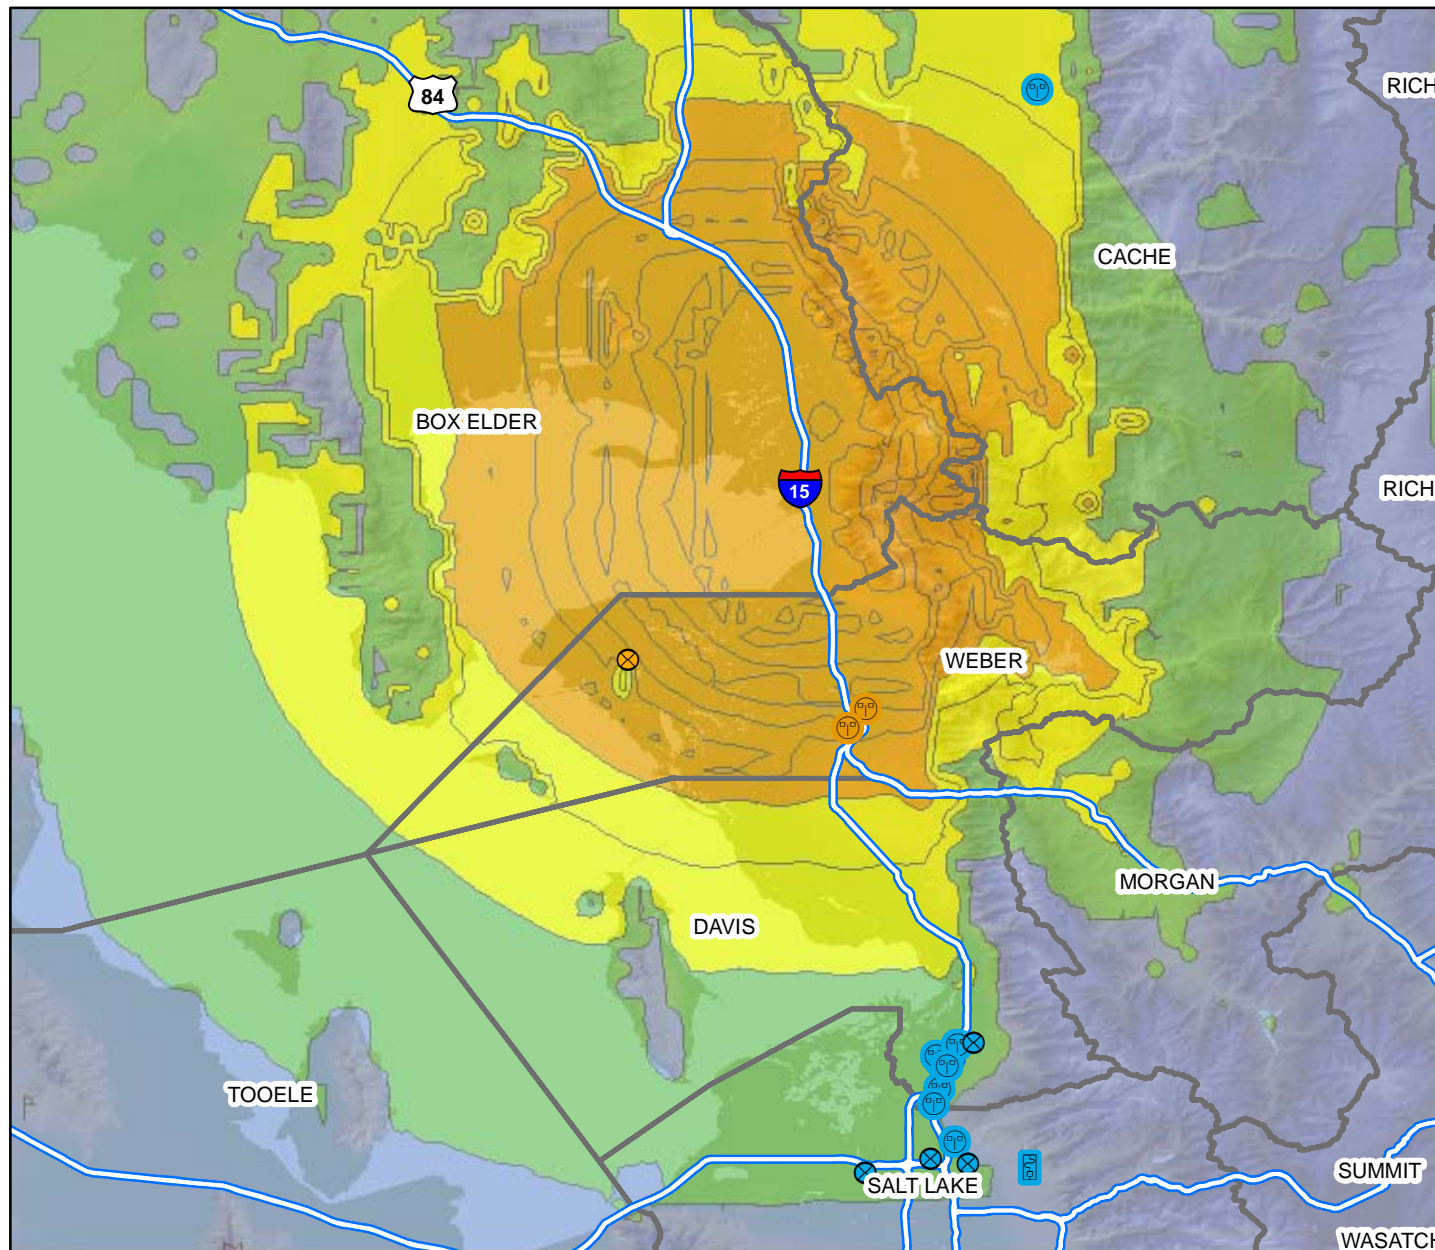 RICH
84
CACHE
BOX ELDER
15
RICH
WEBER
MORGAN
DAVIS
TOOELE
SUMMIT
SALT LAKE
WASATCH